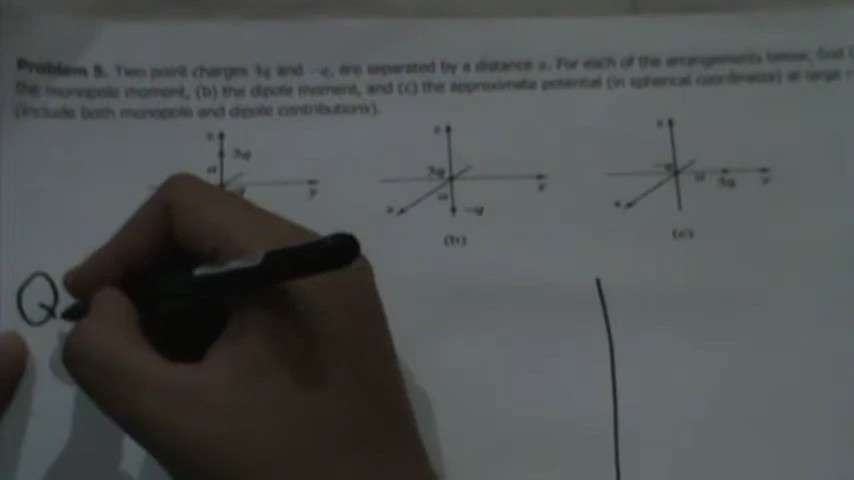 Problem 5. Two point charges 3q and -q, are separated by a distance a. For each of the arrangements below, find
the monopole moment, (b) the dipole moment, and (c) the approximate potential (in spherical coordinates) at large r
(include both monopole and dipole contributions).
z z z
3q
a 3q a 3q y
y y
x a -q x
(b) (c)
Q